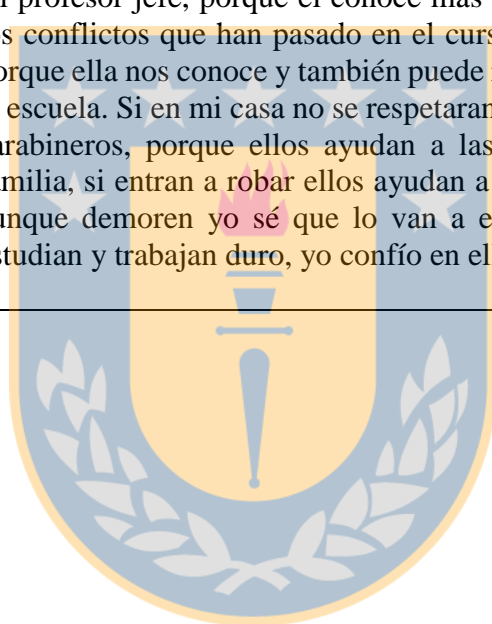 profesor jefe, porque él conoce más
conflictos que han pasado en el curs
porque ella nos conoce y también puede
escuela. Si en mi casa no se respetaran
arabineros, porque ellos ayudan a las
amilia, si entran a robar ellos ayudan a
unque demoren yo sé que lo van a e
studian y trabajan duro, yo confío en el